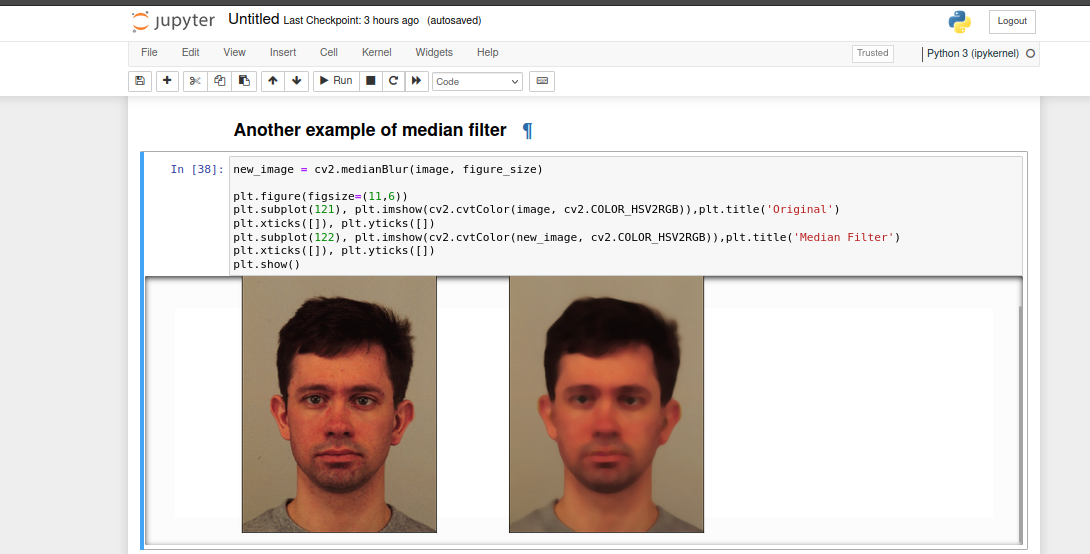 jupyter Untitled Last Checkpoint: 3 hours ago (autosaved) Logout
File Edit View Insert Cell Kernel Widgets Help Trusted Python 3 (ipykernel)
Run Code
Another example of median filter ¶
In [38]: new_image = cv2.medianBlur(image, figure_size)
plt.figure(figsize=(11,6))
plt.subplot(121), plt.imshow(cv2.cvtColor(image, cv2.COLOR_HSV2RGB)),plt.title('Original')
plt.xticks([]), plt.yticks([])
plt.subplot(122), plt.imshow(cv2.cvtColor(new_image, cv2.COLOR_HSV2RGB)),plt.title('Median Filter')
plt.xticks([]), plt.yticks([])
plt.show()